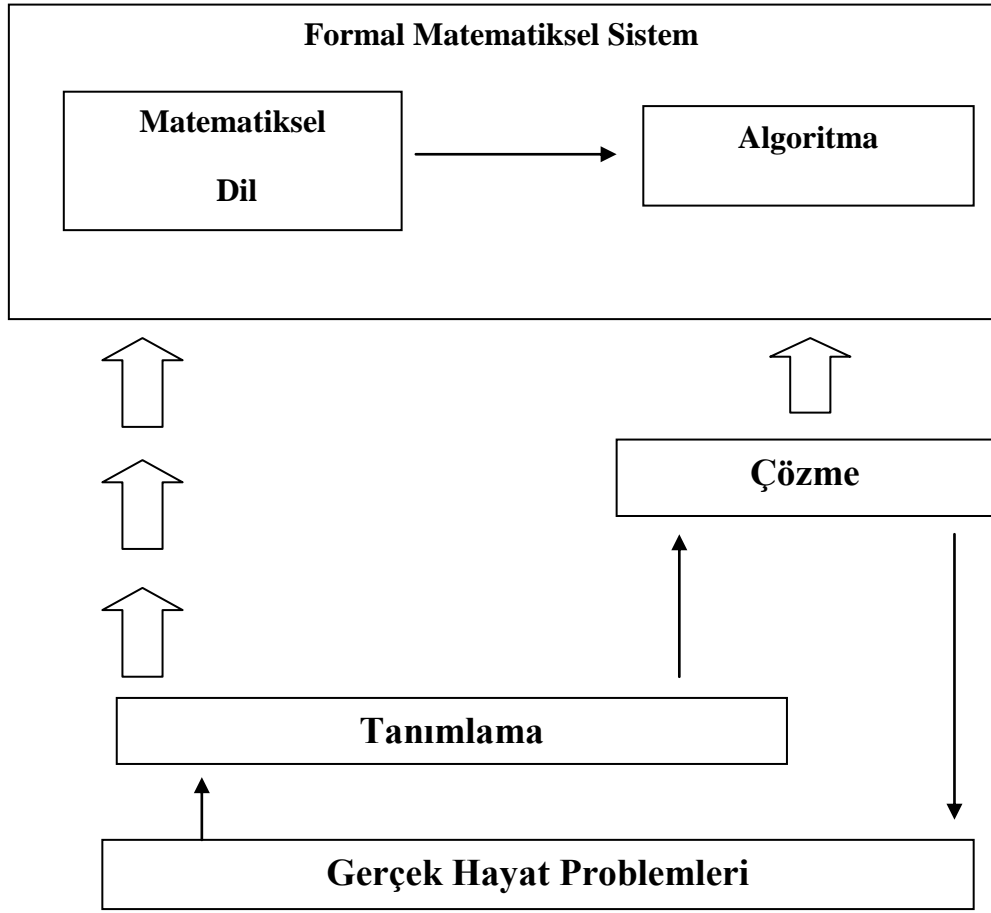 Formal Matematiksel Sistem
Matematiksel
Dil
Algoritma
Çözme
Tanımlama
Gerçek Hayat Problemleri